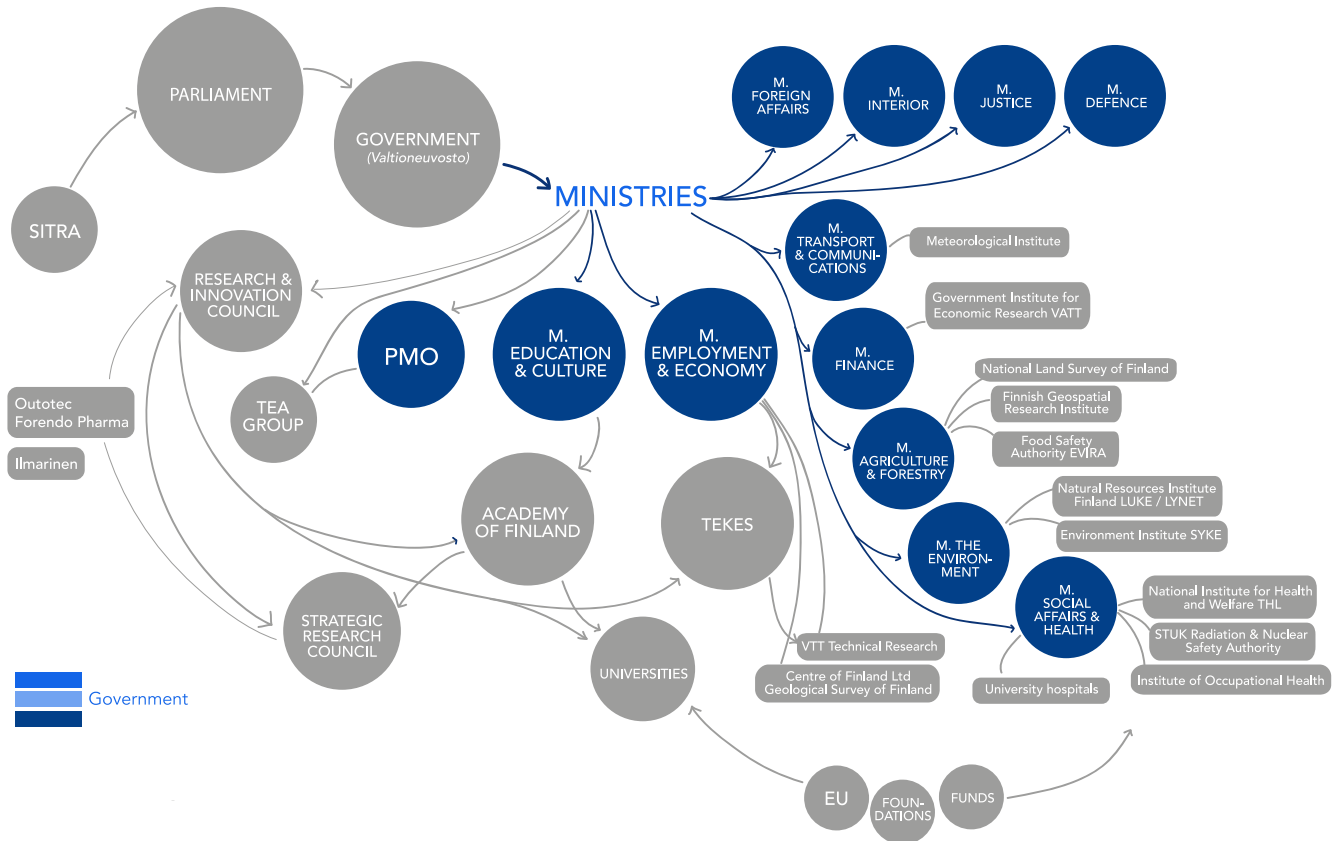 PARLIAMENT
GOVERNMENT
(Valtioneuvosto)
SITRA
MINISTRIES
M.
FOREIGN
AFFAIRS
M.
INTERIOR
M.
JUSTICE
M.
DEFENCE
M.
TRANSPORT
& COMMUNI-
CATIONS
Meteorological Institute
RESEARCH &
INNOVATION
COUNCIL
PMO
M.
EDUCATION
& CULTURE
M.
EMPLOYMENT
& ECONOMY
M.
FINANCE
Government Institute for
Economic Research VATT
TEA
GROUP
Outotec
Forendo Pharma
Ilmarinen
M.
AGRICULTURE
& FORESTRY
National Land Survey of Finland
Finnish Geospatial
Research Institute
Food Safety
Authority EVIRA
ACADEMY
OF FINLAND
TEKES
M. THE
ENVIRON-
MENT
Natural Resources Institute
Finland LUKE / LYNET
Environment Institute SYKE
STRATEGIC
RESEARCH
COUNCIL
UNIVERSITIES
VTT Technical Research
Centre of Finland Ltd
Geological Survey of Finland
M.
SOCIAL
AFFAIRS &
HEALTH
National Institute for Health
and Welfare THL
STUK Radiation & Nuclear
Safety Authority
Institute of Occupational Health
University hospitals
Government
EU
FOUN-
DATIONS
FUNDS